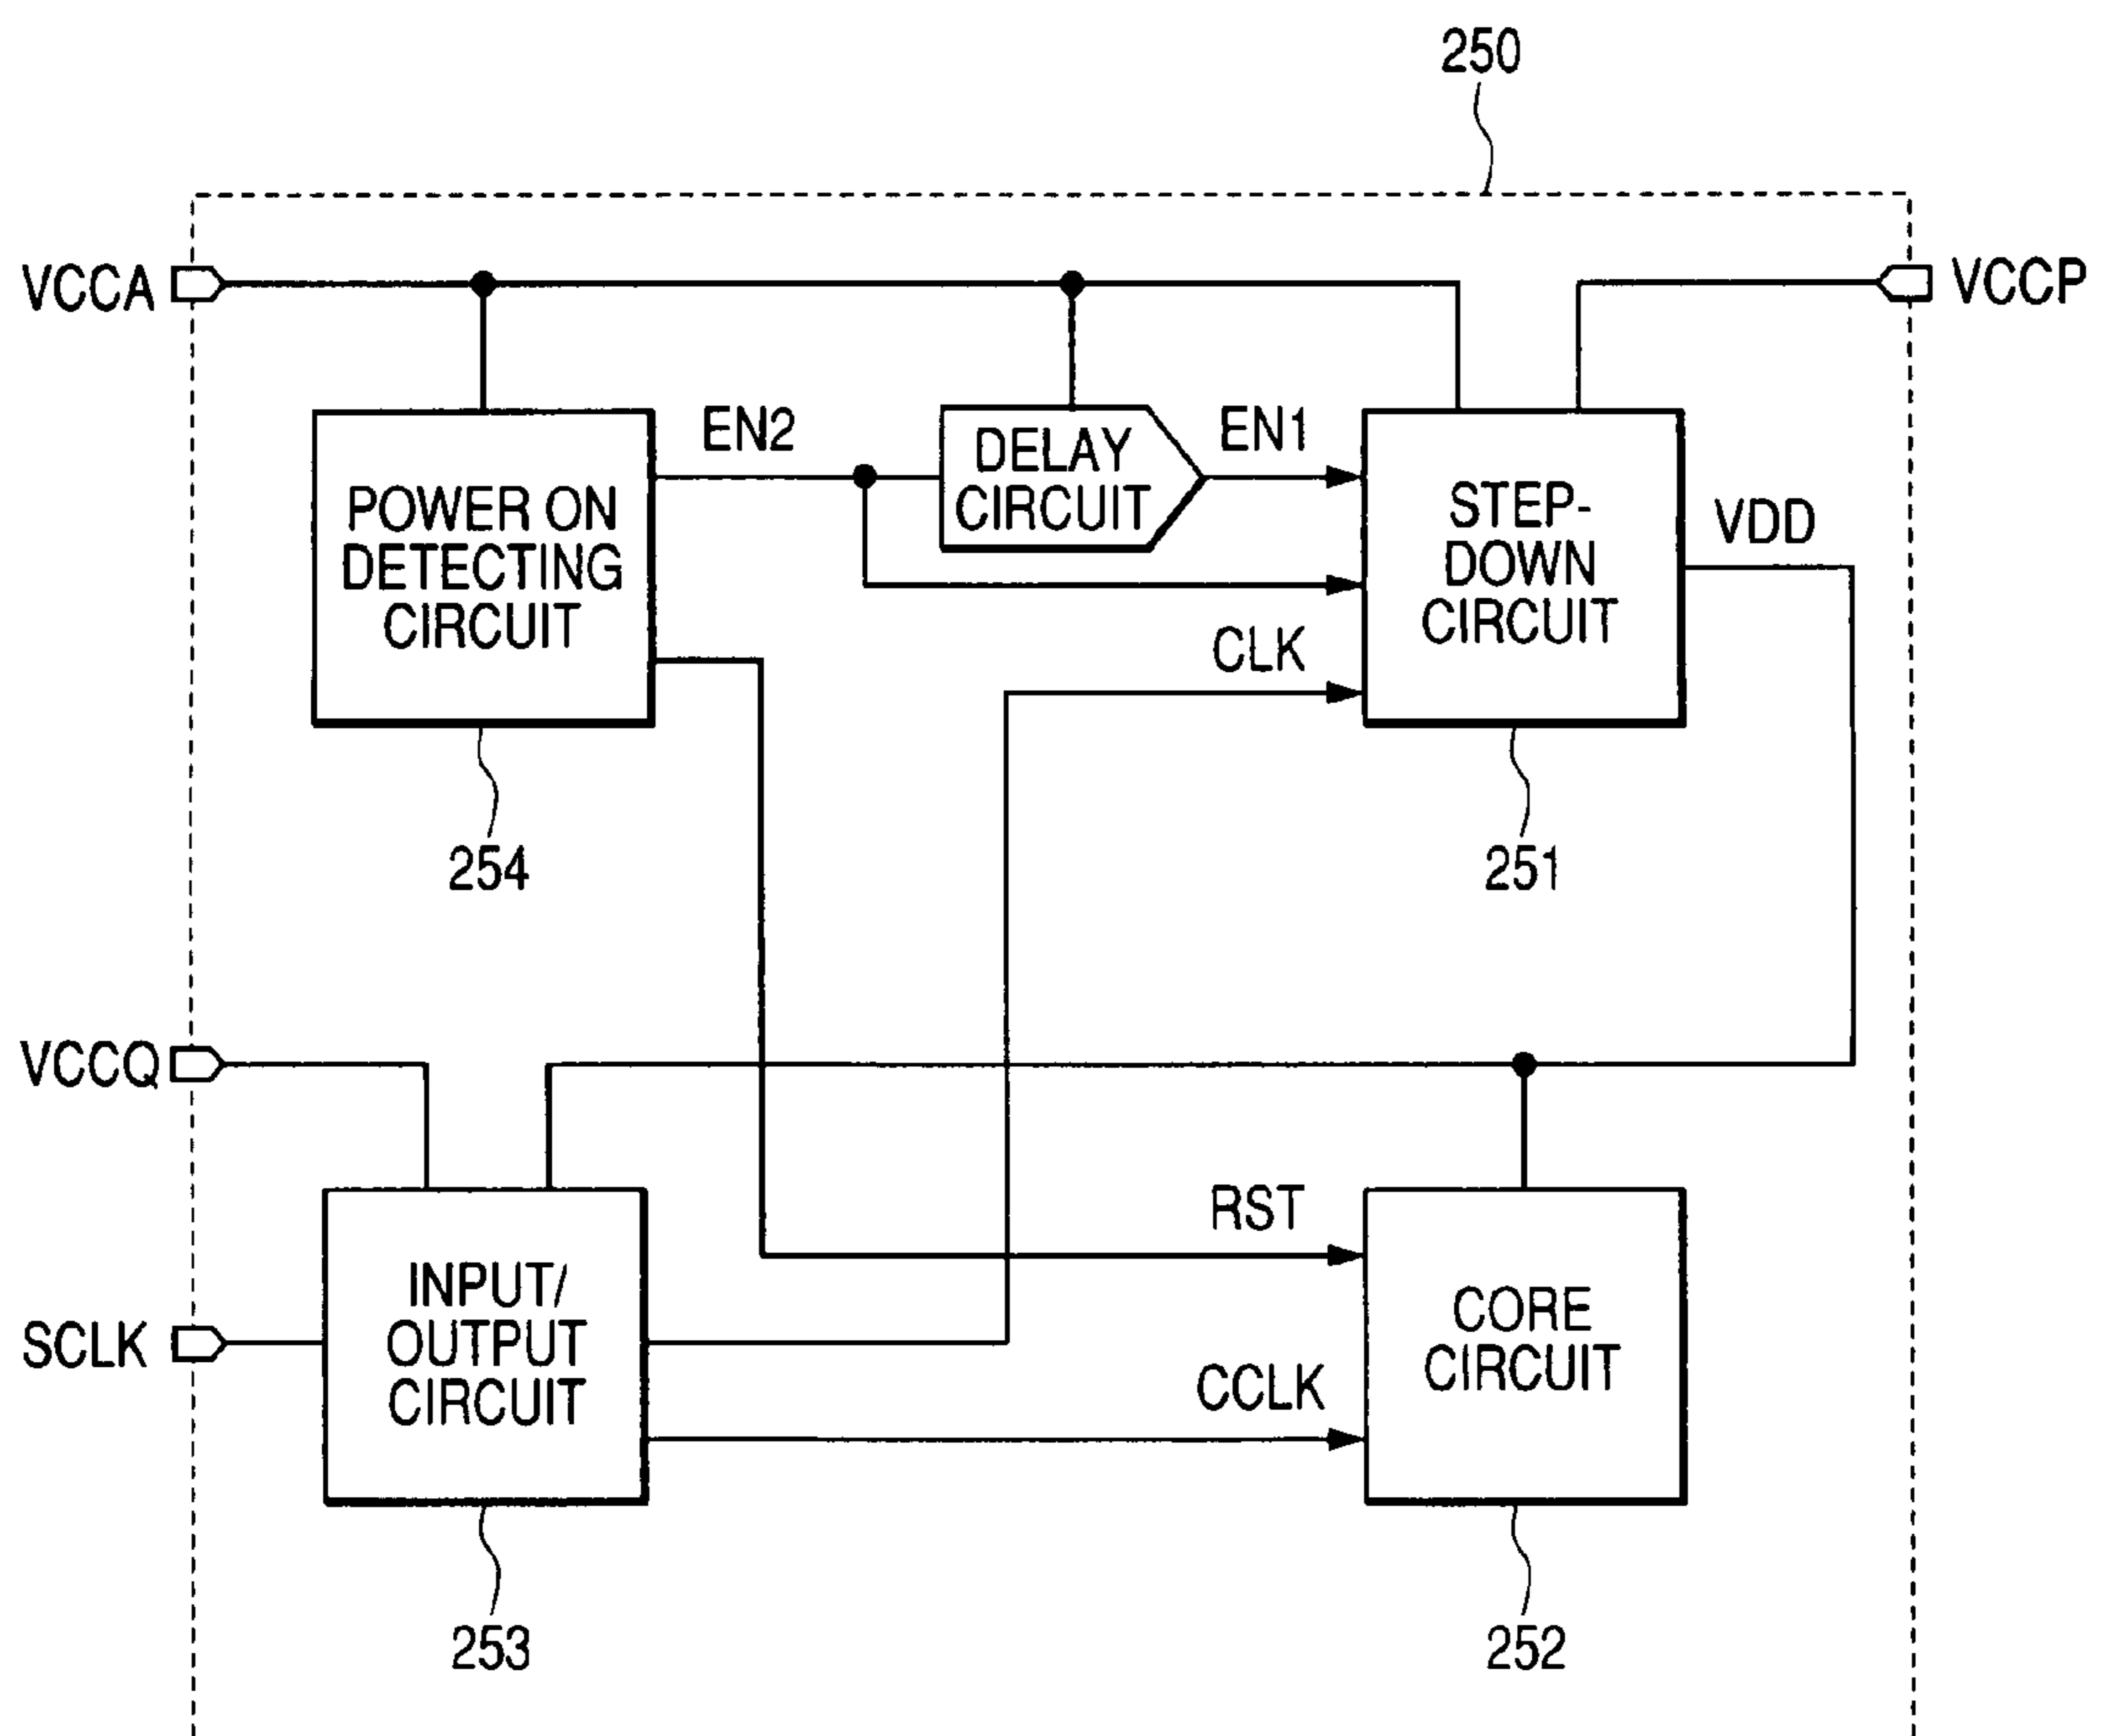 250
VCCA
VCCP
EN2
DELAY
CIRCUIT
EN1
POWER ON
DETECTING
CIRCUIT
STEP-
DOWN
CIRCUIT
VDD
CLK
254
251
VCCQ
RST
INPUT/
OUTPUT
CIRCUIT
CORE
CIRCUIT
SCLK
CCLK
253
252